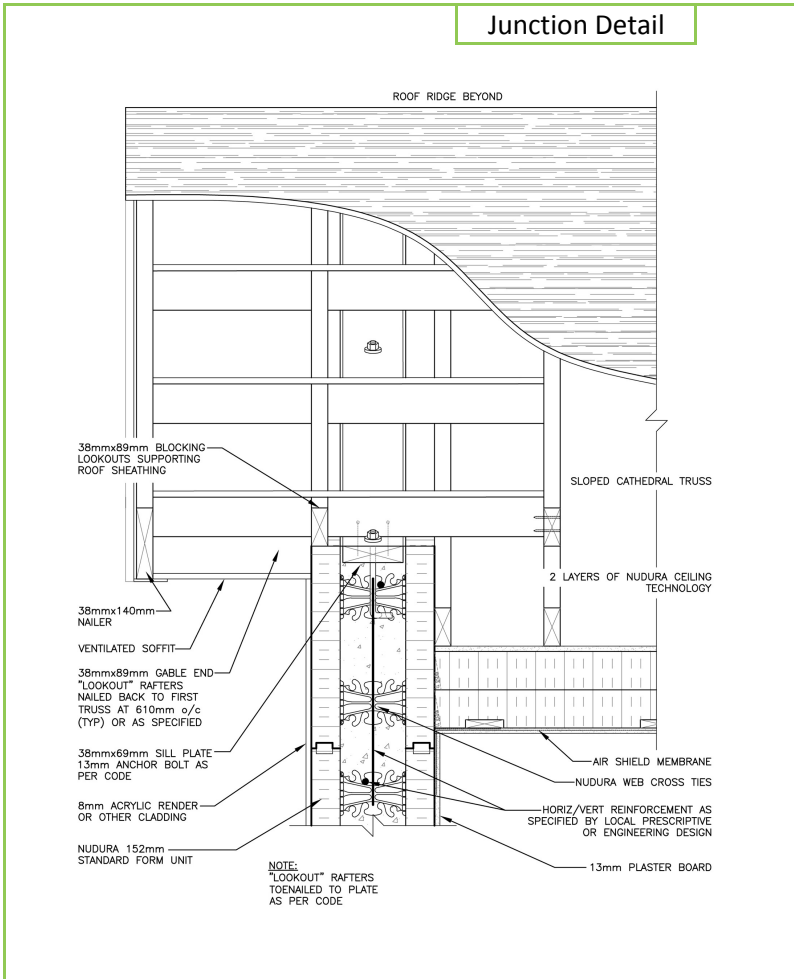 Junction Detail
ROOF RIDGE BEYOND
38mmx89mm BLOCKING
LOOKOUTS SUPPORTING
ROOF SHEATHING
SLOPED CATHEDRAL TRUSS
2 LAYERS OF NUDURA CEILING
TECHNOLOGY
38mmx140mm
NAILER
VENTILATED SOFFIT
38mmx89mm GABLE END
"LOOKOUT" RAFTERS
NAILED BACK TO FIRST
TRUSS AT 610mm o/c
(TYP) OR AS SPECIFIED
38mmx69mm SILL PLATE
13mm ANCHOR BOLT AS
PER CODE
8mm ACRYLIC RENDER
OR OTHER CLADDING
NUDURA 152mm
STANDARD FORM UNIT
AIR SHIELD MEMBRANE
NUDURA WEB CROSS TIES
HORIZ/VERT REINFORCEMENT AS
SPECIFIED BY LOCAL PRESCRIPTIVE
OR ENGINEERING DESIGN
13mm PLASTER BOARD
NOTE:
"LOOKOUT" RAFTERS
TOENAILED TO PLATE
AS PER CODE